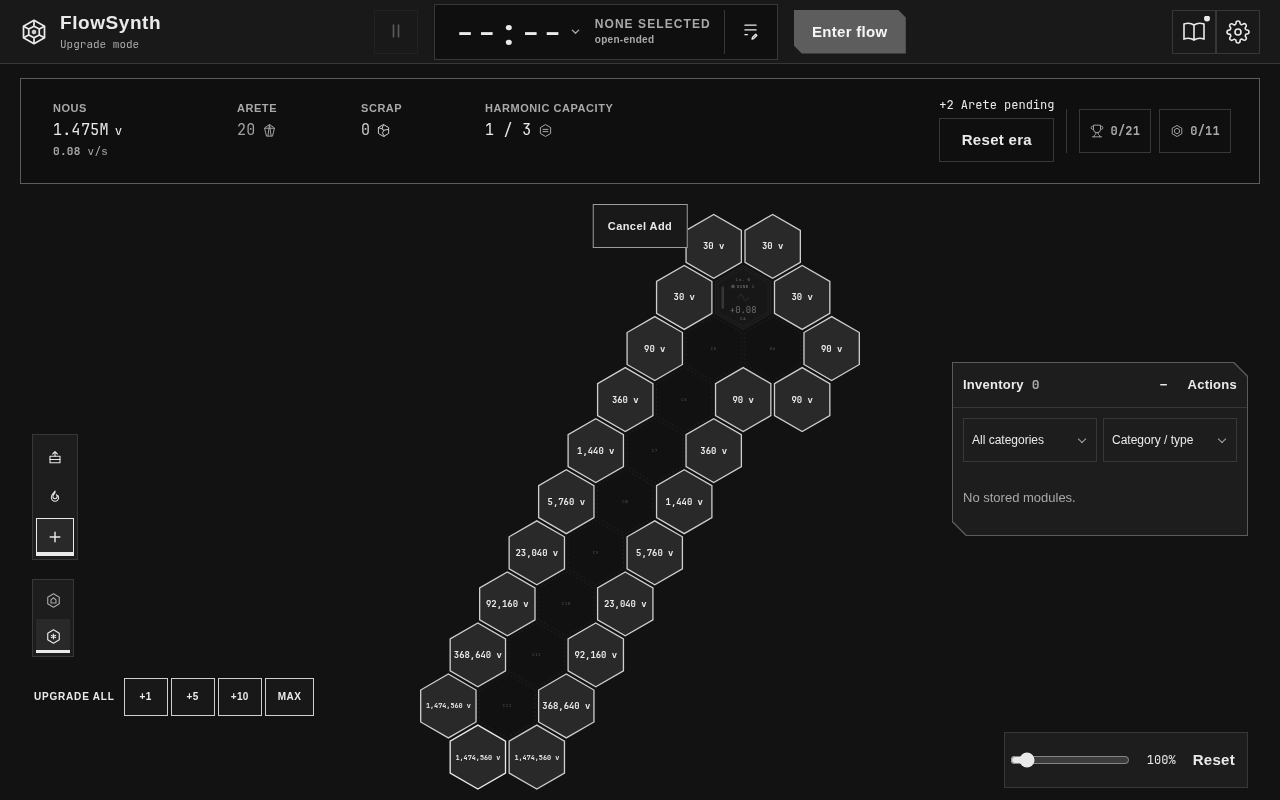 FlowSynth
Upgrade mode
--:--
NONE SELECTED
open-ended
Enter flow
NOUS
1.475M v
0.08 v/s
ARETE
20
SCRAP
0
HARMONIC CAPACITY
1 / 3
+2 Arete pending
Reset era
0/21
0/11
Cancel Add
30 v
30 v
30 v
+0.08
30 v
90 v
90 v
360 v
90 v
90 v
1,440 v
360 v
5,760 v
1,440 v
23,040 v
5,760 v
92,160 v
23,040 v
368,640 v
92,160 v
1,474,560 v
368,640 v
1,474,560 v
1,474,560 v
Inventory 0
−
Actions
All categories
Category / type
No stored modules.
UPGRADE ALL
+1
+5
+10
MAX
100%
Reset